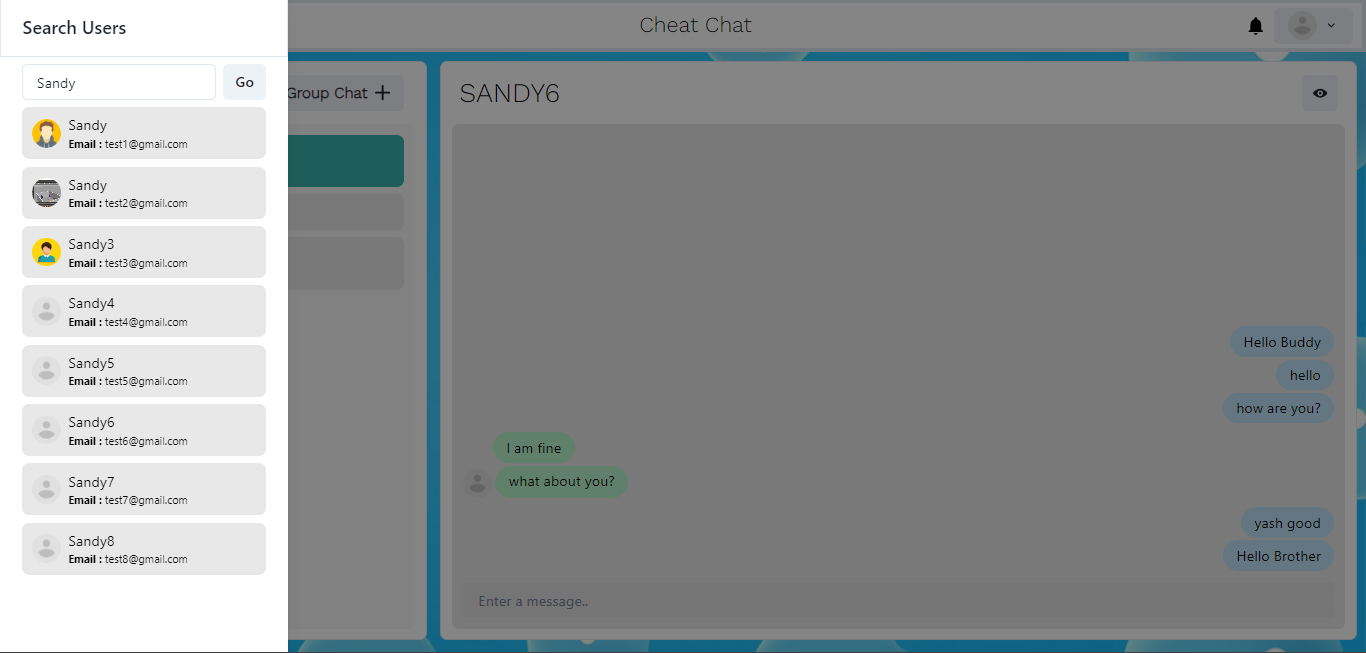 Search Users
Sandy
Go
Sandy
Email : test1@gmail.com
Sandy
Email : test2@gmail.com
Sandy3
Email : test3@gmail.com
Sandy4
Email : test4@gmail.com
Sandy5
Email : test5@gmail.com
Sandy6
Email : test6@gmail.com
Sandy7
Email : test7@gmail.com
Sandy8
Email : test8@gmail.com
Cheat Chat
Group Chat
SANDY6
Hello Buddy
hello
how are you?
I am fine
what about you?
yash good
Hello Brother
Enter a message..